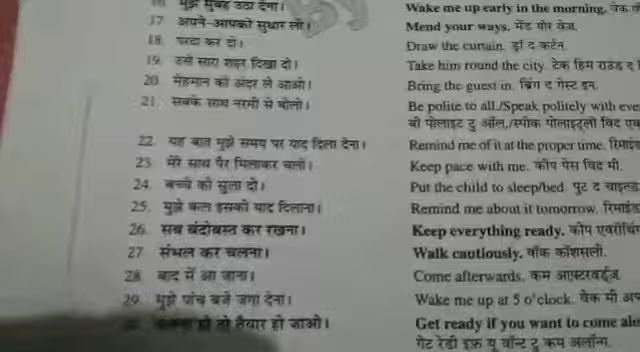 मुझे सुबह उठा देना। Wake me up early in the morning.
17. अपने-आपको सुधार लो। Mend your ways. मेंड योर वेज़.
18. परदा कर दो। Draw the curtain. ड्रॉ द कर्टन.
19. उसे सारा शहर दिखा दो। Take him round the city. टेक हिम राउंड द
20. मेहमान को अंदर ले आओ। Bring the guest in. ब्रिंग द गेस्ट इन.
21. सबके साथ नरमी से बोलो। Be polite to all./Speak politely with eve
बी पोलाइट टु ऑल./स्पीक पोलाइट्ली विद एव
22. यह बात मुझे समय पर याद दिला देना। Remind me of it at the proper time. रिमाइंड
23. मेरे साथ पैर मिलाकर चलो। Keep pace with me. कीप पेस विद मी.
24. बच्चे को सुला दो। Put the child to sleep/bed. पुट द चाइल्ड
25. मुझे कल इसकी याद दिलाना। Remind me about it tomorrow. रिमाइंड
26. सब बंदोबस्त कर रखना। Keep everything ready. कीप एवरीथिंग
27. संभल कर चलना। Walk cautiously. वॉक कॉशसली.
28. बाद में आ जाना। Come afterwards. कम आफ़्टरवर्ड्ज़
29. मुझे पांच बजे जगा देना। Wake me up at 5 o'clock. वेक मी अप
हो तो तैयार हो जाओ। Get ready if you want to come alo
गेट रेडी इफ़ यू वॉन्ट टु कम अलॉन्ग.